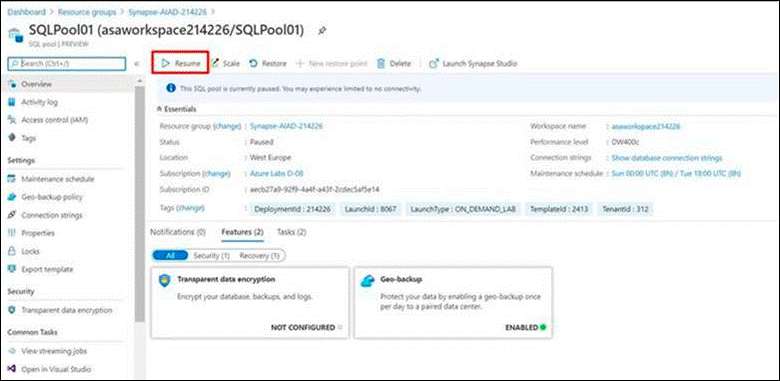 Dashboard > Resource groups > Synapse-AIAD-214226 >
SQLPool01 (asaworkspace214226/SQLPool01)
SQL pool | PREVIEW
Search (Ctrl+/)
«
Resume
Scale
Restore
New restore point
Delete
Launch Synapse Studio
Overview
Activity log
Access control (IAM)
Tags
Settings
Maintenance schedule
Geo-backup policy
Connection strings
Properties
Locks
Export template
Security
Transparent data encryption
Common Tasks
View streaming jobs
Open in Visual Studio
This SQL pool is currently paused. You may experience limited to no connectivity.
Essentials
Resource group (change) : Synapse-AIAD-214226
Status : Paused
Location : West Europe
Subscription (change) : Azure Labs D-08
Subscription ID : aecb27a9-92f9-4a4f-a43f-2cdec5af5e14
Tags (change) : DeploymentId : 214226 LaunchId : 8067 LaunchType : ON_DEMAND_LAB TemplateId : 2413 TenantId : 312
Workspace name : asaworkspace214226
Performance level : DW400c
Connection strings : Show database connection strings
Maintenance schedule : Sun 00:00 UTC (8h) / Tue 18:00 UTC (8h)
Notifications (0) Features (2) Tasks (2)
All Security (1) Recovery (1)
Transparent data encryption
Encrypt your database, backups, and logs.
NOT CONFIGURED
Geo-backup
Protect your data by enabling a geo-backup once
per day to a paired data center.
ENABLED